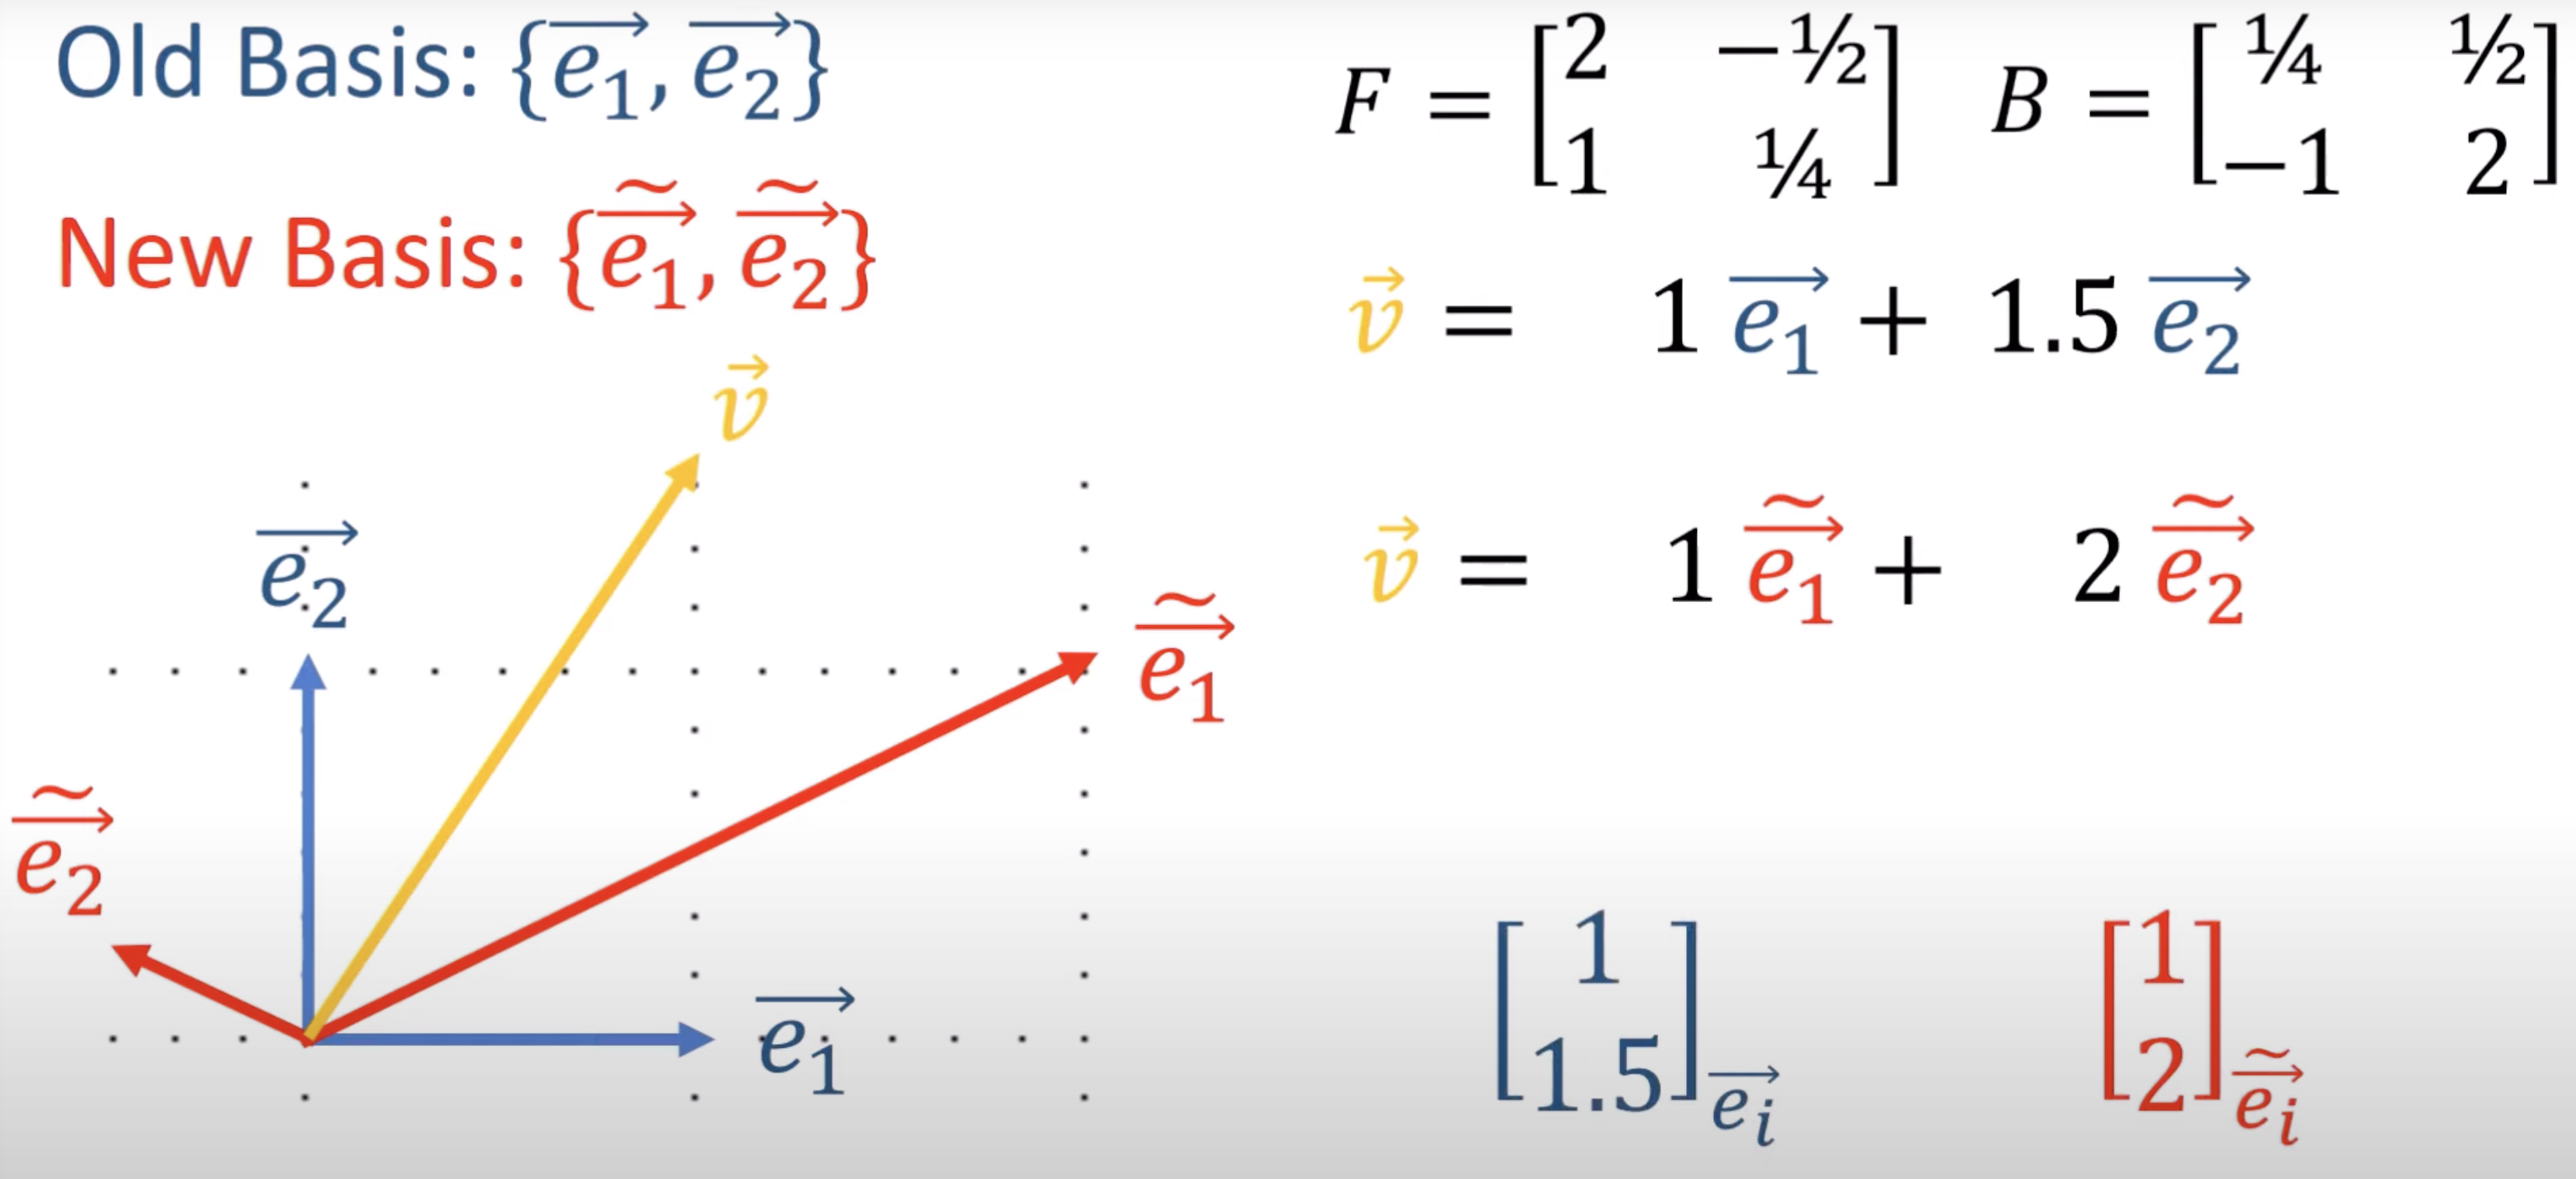 Old Basis: {e₁⃗, e₂⃗}
New Basis: {ẽ₁⃗, ẽ₂⃗}
F = [2 −½; 1 ¼] B = [¼ ½; −1 2]
v⃗ = 1 e₁⃗ + 1.5 e₂⃗
v⃗ = 1 ẽ₁⃗ + 2 ẽ₂⃗
v⃗
e₂⃗
ẽ₁⃗
ẽ₂⃗
e₁⃗
[1; 1.5] eᵢ⃗
[1; 2] ẽᵢ⃗